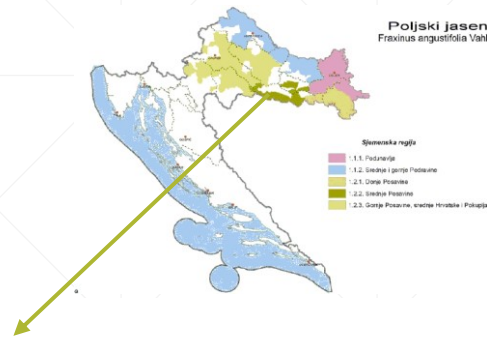 Poljski jasen
Fraxinus angustifolia Vahl
Sjemenska regija
1.1.1. Podunavlje
1.1.2. Srednje i gornje Podravine
1.2.1. Donje Posavine
1.2.2. Srednje Posavine
1.2.3. Gornje Posavine, srednje Hrvatske i Pokuplja